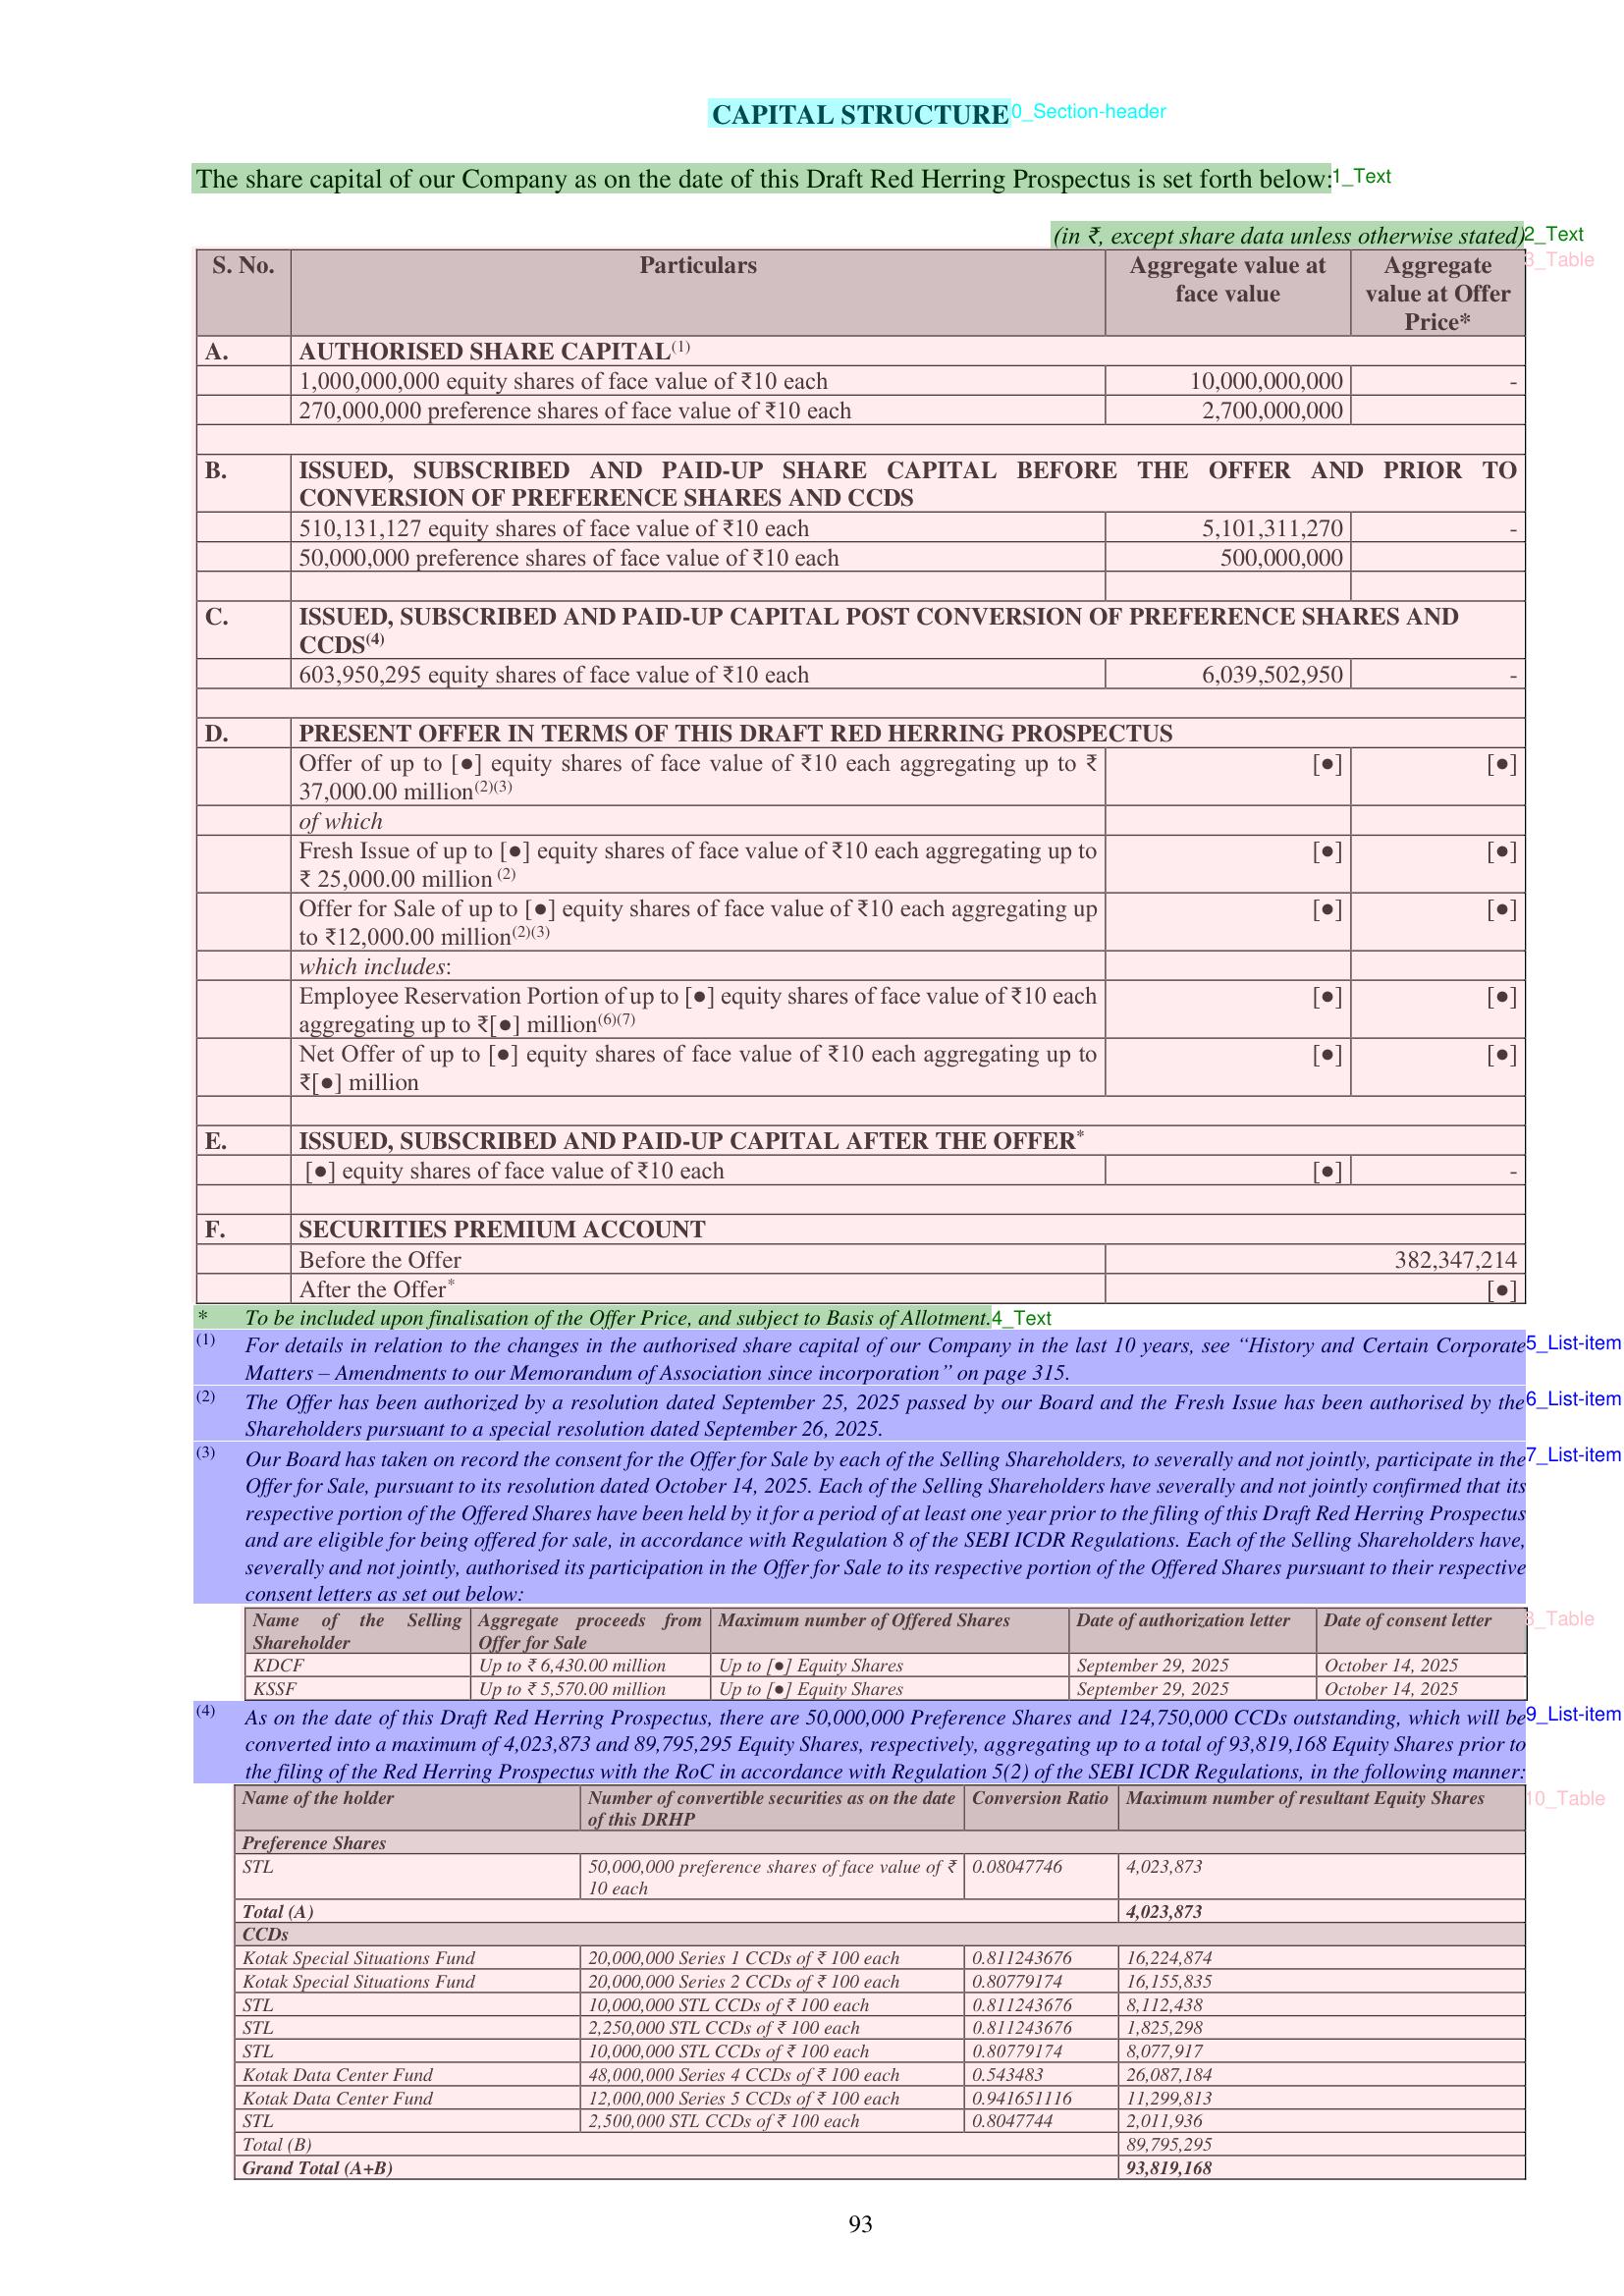 CAPITAL STRUCTURE 0_Section-header
The share capital of our Company as on the date of this Draft Red Herring Prospectus is set forth below: 1_Text
(in ₹, except share data unless otherwise stated) 2_Text
3_Table
S. No. Particulars Aggregate value at face value Aggregate value at Offer Price*
A. AUTHORISED SHARE CAPITAL(1)
1,000,000,000 equity shares of face value of ₹10 each 10,000,000,000 -
270,000,000 preference shares of face value of ₹10 each 2,700,000,000
B. ISSUED, SUBSCRIBED AND PAID-UP SHARE CAPITAL BEFORE THE OFFER AND PRIOR TO
CONVERSION OF PREFERENCE SHARES AND CCDS
510,131,127 equity shares of face value of ₹10 each 5,101,311,270 -
50,000,000 preference shares of face value of ₹10 each 500,000,000
C. ISSUED, SUBSCRIBED AND PAID-UP CAPITAL POST CONVERSION OF PREFERENCE SHARES AND
CCDS(4)
603,950,295 equity shares of face value of ₹10 each 6,039,502,950 -
D. PRESENT OFFER IN TERMS OF THIS DRAFT RED HERRING PROSPECTUS
Offer of up to [●] equity shares of face value of ₹10 each aggregating up to ₹ [●] [●]
37,000.00 million(2)(3)
of which
Fresh Issue of up to [●] equity shares of face value of ₹10 each aggregating up to [●] [●]
₹ 25,000.00 million (2)
Offer for Sale of up to [●] equity shares of face value of ₹10 each aggregating up [●] [●]
to ₹12,000.00 million(2)(3)
which includes:
Employee Reservation Portion of up to [●] equity shares of face value of ₹10 each [●] [●]
aggregating up to ₹[●] million(6)(7)
Net Offer of up to [●] equity shares of face value of ₹10 each aggregating up to [●] [●]
₹[●] million
E. ISSUED, SUBSCRIBED AND PAID-UP CAPITAL AFTER THE OFFER*
[●] equity shares of face value of ₹10 each [●] -
F. SECURITIES PREMIUM ACCOUNT
Before the Offer 382,347,214
After the Offer* [●]
* To be included upon finalisation of the Offer Price, and subject to Basis of Allotment. 4_Text
(1) For details in relation to the changes in the authorised share capital of our Company in the last 10 years, see “History and Certain Corporate 5_List-item
Matters – Amendments to our Memorandum of Association since incorporation” on page 315.
(2) The Offer has been authorized by a resolution dated September 25, 2025 passed by our Board and the Fresh Issue has been authorised by the 6_List-item
Shareholders pursuant to a special resolution dated September 26, 2025.
(3) Our Board has taken on record the consent for the Offer for Sale by each of the Selling Shareholders, to severally and not jointly, participate in the 7_List-item
Offer for Sale, pursuant to its resolution dated October 14, 2025. Each of the Selling Shareholders have severally and not jointly confirmed that its
respective portion of the Offered Shares have been held by it for a period of at least one year prior to the filing of this Draft Red Herring Prospectus
and are eligible for being offered for sale, in accordance with Regulation 8 of the SEBI ICDR Regulations. Each of the Selling Shareholders have,
severally and not jointly, authorised its participation in the Offer for Sale to its respective portion of the Offered Shares pursuant to their respective
consent letters as set out below:
8_Table
Name of the Selling Shareholder Aggregate proceeds from Offer for Sale Maximum number of Offered Shares Date of authorization letter Date of consent letter
KDCF Up to ₹ 6,430.00 million Up to [●] Equity Shares September 29, 2025 October 14, 2025
KSSF Up to ₹ 5,570.00 million Up to [●] Equity Shares September 29, 2025 October 14, 2025
(4) As on the date of this Draft Red Herring Prospectus, there are 50,000,000 Preference Shares and 124,750,000 CCDs outstanding, which will be 9_List-item
converted into a maximum of 4,023,873 and 89,795,295 Equity Shares, respectively, aggregating up to a total of 93,819,168 Equity Shares prior to
the filing of the Red Herring Prospectus with the RoC in accordance with Regulation 5(2) of the SEBI ICDR Regulations, in the following manner:
10_Table
Name of the holder Number of convertible securities as on the date of this DRHP Conversion Ratio Maximum number of resultant Equity Shares
Preference Shares
STL 50,000,000 preference shares of face value of ₹ 10 each 0.08047746 4,023,873
Total (A) 4,023,873
CCDs
Kotak Special Situations Fund 20,000,000 Series 1 CCDs of ₹ 100 each 0.811243676 16,224,874
Kotak Special Situations Fund 20,000,000 Series 2 CCDs of ₹ 100 each 0.80779174 16,155,835
STL 10,000,000 STL CCDs of ₹ 100 each 0.811243676 8,112,438
STL 2,250,000 STL CCDs of ₹ 100 each 0.811243676 1,825,298
STL 10,000,000 STL CCDs of ₹ 100 each 0.80779174 8,077,917
Kotak Data Center Fund 48,000,000 Series 4 CCDs of ₹ 100 each 0.543483 26,087,184
Kotak Data Center Fund 12,000,000 Series 5 CCDs of ₹ 100 each 0.941651116 11,299,813
STL 2,500,000 STL CCDs of ₹ 100 each 0.8047744 2,011,936
Total (B) 89,795,295
Grand Total (A+B) 93,819,168
93